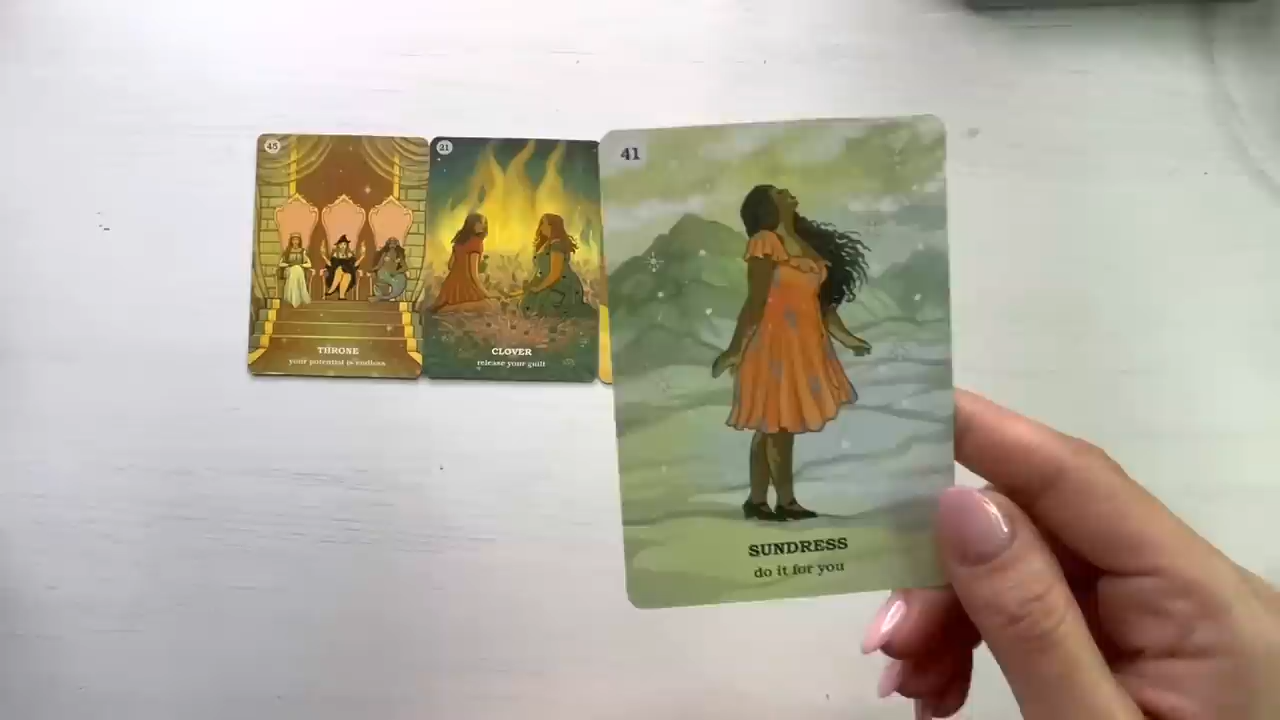 45
THRONE
your potential is endless
21
CLOVER
release your guilt
41
SUNDRESS
do it for you